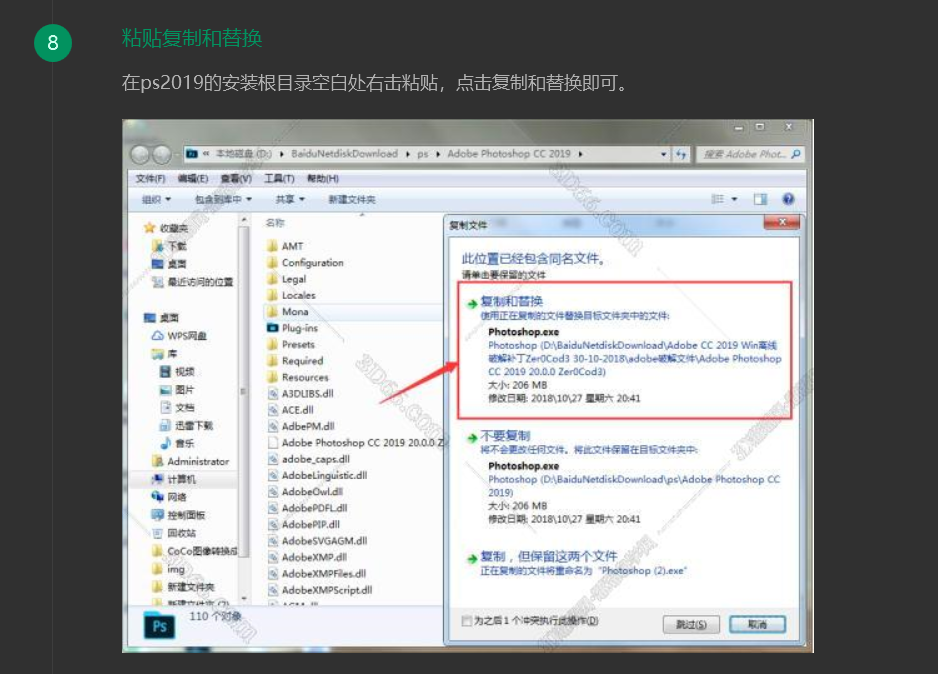 8
粘贴复制和替换
在ps2019的安装根目录空白处右击粘贴，点击复制和替换即可。
本地磁盘 (D:) ▸ BaiduNetdiskDownload ▸ ps ▸ Adobe Photoshop CC 2019 ▸
搜索 Adobe Phot...
文件(F) 编辑(E) 查看(V) 工具(T) 帮助(H)
组织 包含到库中 共享 新建文件夹
收藏夹
下载
桌面
最近访问的位置
桌面
WPS网盘
库
视频
图片
文档
迅雷下载
音乐
Administrator
计算机
网络
控制面板
回收站
CoCo图像转换成
img
新建文件夹
新建文件夹 (2)
名称
AMT
Configuration
Legal
Locales
Mona
Plug-ins
Presets
Required
Resources
A3DLIBS.dll
ACE.dll
AdbePM.dll
Adobe Photoshop CC 2019 20.0.0 Z
adobe_caps.dll
AdobeLinguistic.dll
AdobeOwl.dll
AdobePDFL.dll
AdobePIP.dll
AdobeSVGAGM.dll
AdobeXMP.dll
AdobeXMPFiles.dll
AdobeXMPScript.dll
Ps
110 个对象
复制文件
此位置已经包含同名文件。
请单击要保留的文件
复制和替换
使用正在复制的文件替换目标文件夹中的文件:
Photoshop.exe
Photoshop (D:\BaiduNetdiskDownload\Adobe CC 2019 Win离线
破解补丁Zer0Cod3 30-10-2018\adobe破解文件\Adobe Photoshop
CC 2019 20.0.0 Zer0Cod3)
大小: 206 MB
修改日期: 2018\10\27 星期六 20:41
不要复制
将不会更改任何文件。将此文件保留在目标文件夹中:
Photoshop.exe
Photoshop (D:\BaiduNetdiskDownload\ps\Adobe Photoshop CC
2019)
大小: 206 MB
修改日期: 2018\10\27 星期六 20:41
复制，但保留这两个文件
正在复制的文件将重命名为 "Photoshop (2).exe"
为之后 1 个冲突执行此操作(D)
跳过(S)
取消